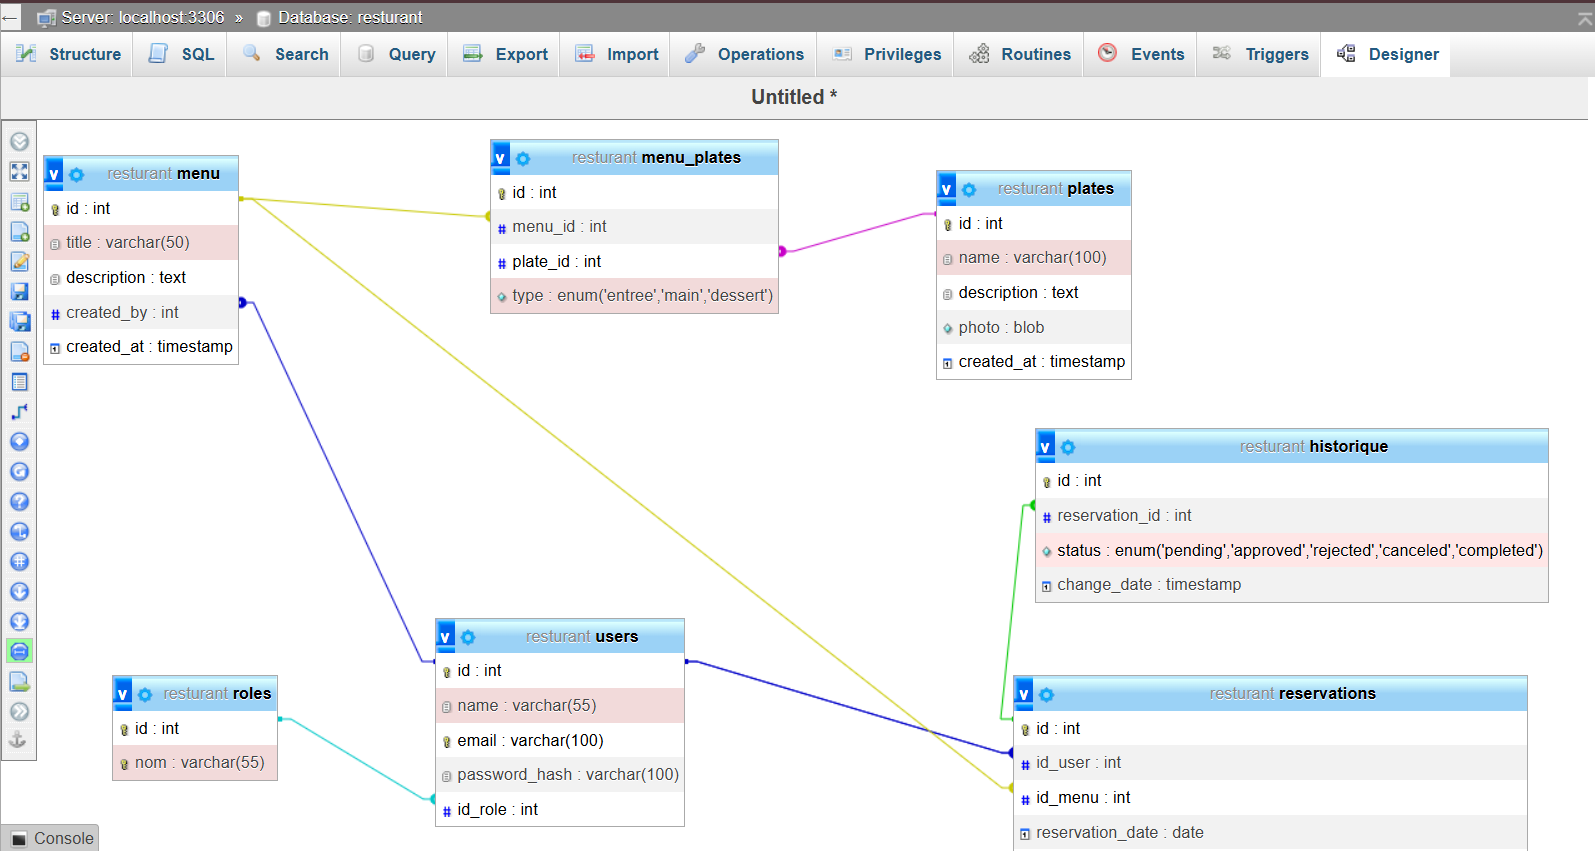 Server: localhost:3306 » Database: resturant
Structure SQL Search Query Export Import Operations Privileges Routines Events Triggers Designer
Untitled *
resturant menu
id : int
title : varchar(50)
description : text
created_by : int
created_at : timestamp
resturant menu_plates
id : int
menu_id : int
plate_id : int
type : enum('entree','main','dessert')
resturant plates
id : int
name : varchar(100)
description : text
photo : blob
created_at : timestamp
resturant historique
id : int
reservation_id : int
status : enum('pending','approved','rejected','canceled','completed')
change_date : timestamp
resturant users
id : int
name : varchar(55)
email : varchar(100)
password_hash : varchar(100)
id_role : int
resturant roles
id : int
nom : varchar(55)
resturant reservations
id : int
id_user : int
id_menu : int
reservation_date : date
Console